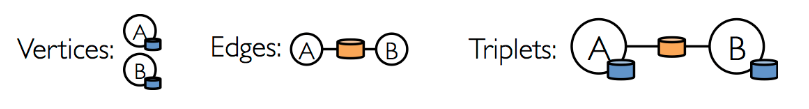 Vertices:
A
B
Edges: A B
Triplets: A B